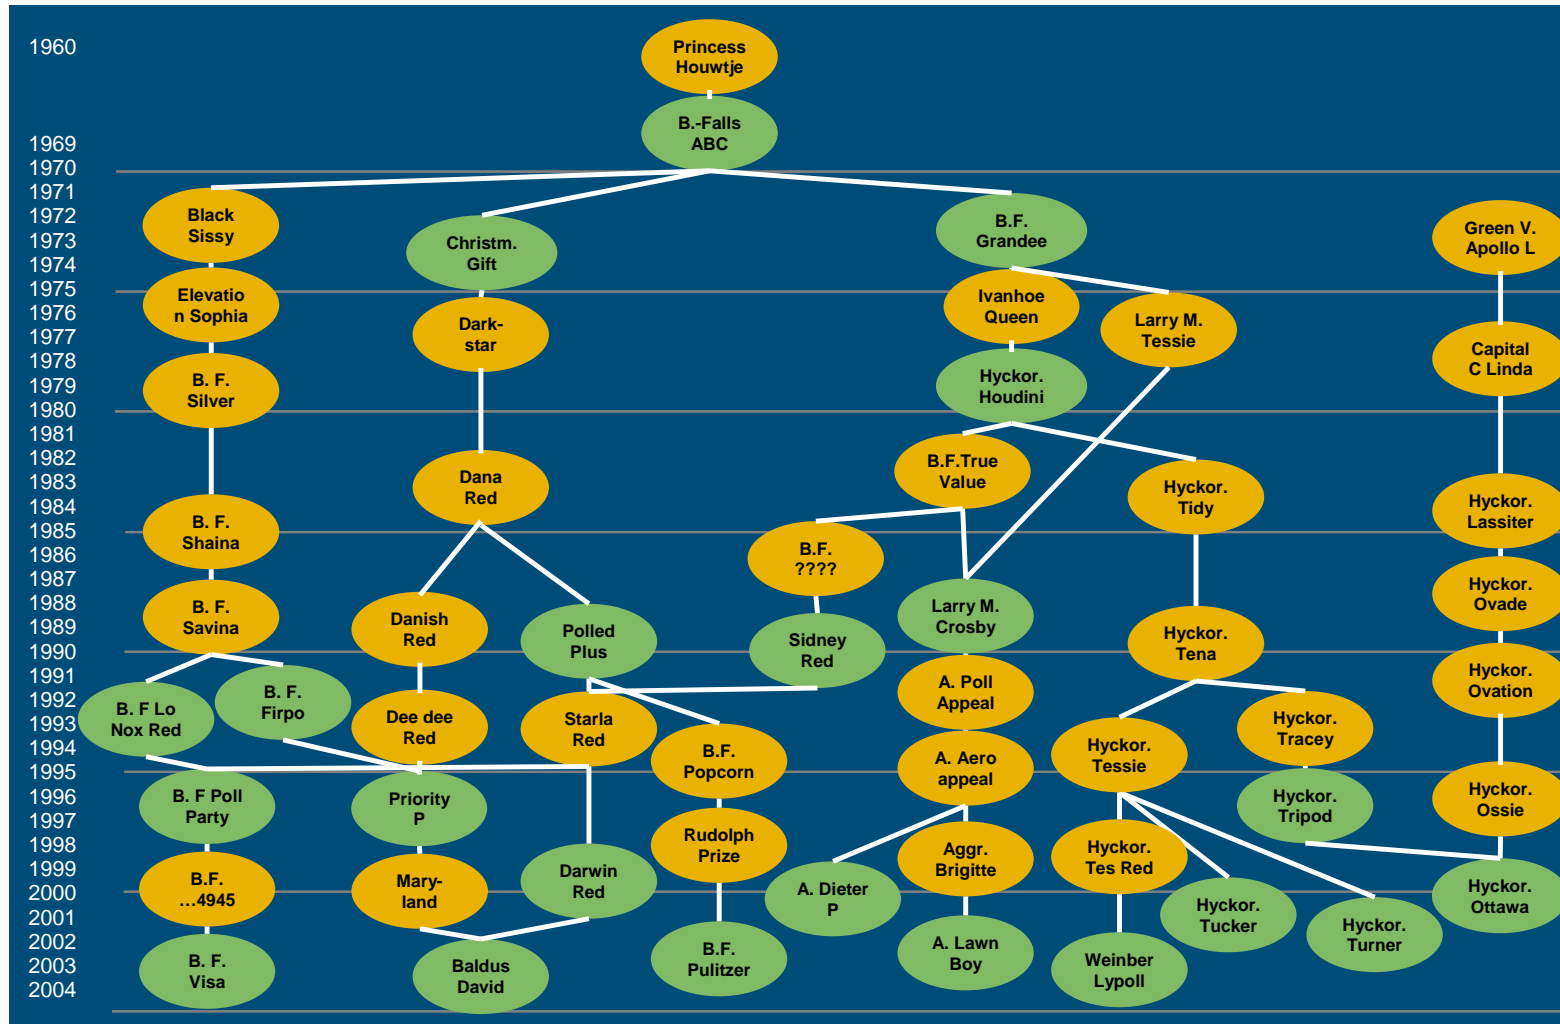 1960
Princess
Houwtje
B.-Falls
ABC
1969
1970
1971
1972
1973
1974
1975
1976
1977
1978
1979
1980
1981
1982
1983
1984
1985
1986
1987
1988
1989
1990
1991
1992
1993
1994
1995
1996
1997
1998
1999
2000
2001
2002
2003
2004
Black
Sissy
Elevatio
n Sophia
B. F.
Silver
B. F.
Shaina
B. F.
Savina
B. F Lo
Nox Red
B. F.
Firpo
B. F Poll
Party
B.F.
...4945
B. F.
Visa
Christm.
Gift
Dark-
star
Dana
Red
Danish
Red
Polled
Plus
Dee dee
Red
Starla
Red
Priority
P
Mary-
land
Darwin
Red
Baldus
David
B.F.
Popcorn
Rudolph
Prize
B.F.
Pulitzer
B.F.
Grandee
Ivanhoe
Queen
Larry M.
Tessie
Hyckor.
Houdini
B.F.True
Value
Hyckor.
Tidy
B.F.
????
Larry M.
Crosby
Sidney
Red
Hyckor.
Tena
A. Poll
Appeal
A. Aero
appeal
A. Dieter
P
Aggr.
Brigitte
A. Lawn
Boy
Hyckor.
Tessie
Hyckor.
Tracey
Hyckor.
Tripod
Hyckor.
Tes Red
Hyckor.
Tucker
Hyckor.
Turner
Weinber
Lypoll
Green V.
Apollo L
Capital
C Linda
Hyckor.
Lassiter
Hyckor.
Ovade
Hyckor.
Ovation
Hyckor.
Ossie
Hyckor.
Ottawa